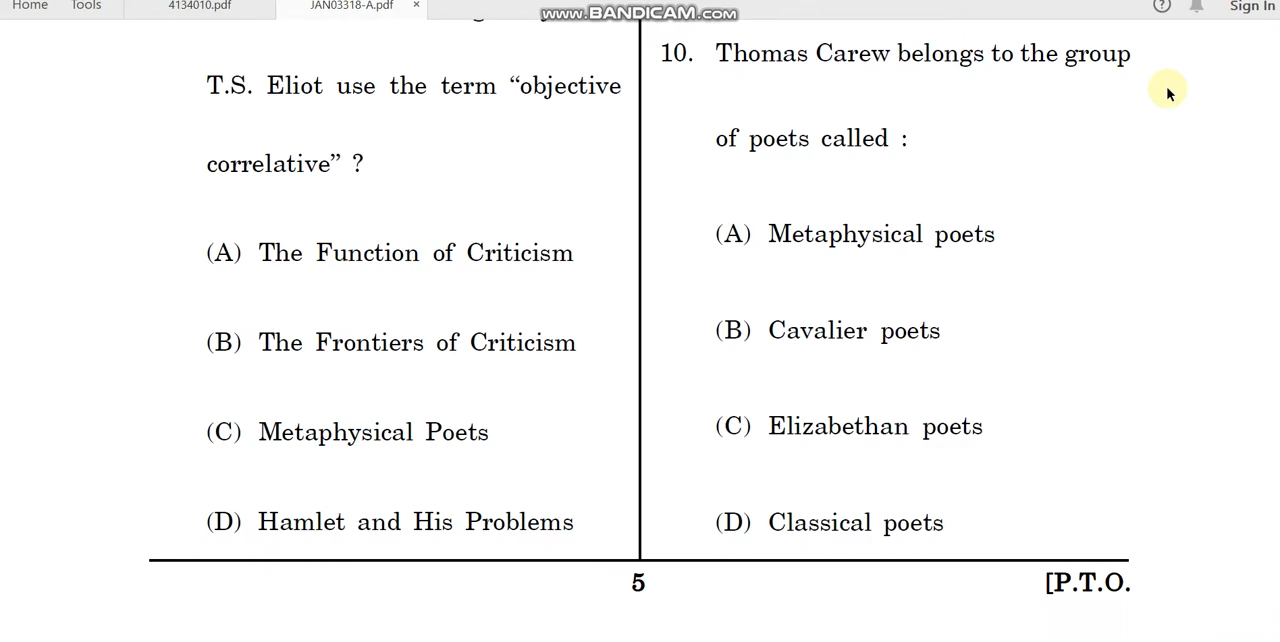 Home Tools 4134010.pdf JAN03318-A.pdf × Sign In
www.BANDICAM.com
T.S. Eliot use the term “objective
correlative” ?
(A) The Function of Criticism
(B) The Frontiers of Criticism
(C) Metaphysical Poets
(D) Hamlet and His Problems
10. Thomas Carew belongs to the group
of poets called :
(A) Metaphysical poets
(B) Cavalier poets
(C) Elizabethan poets
(D) Classical poets
5
[P.T.O.